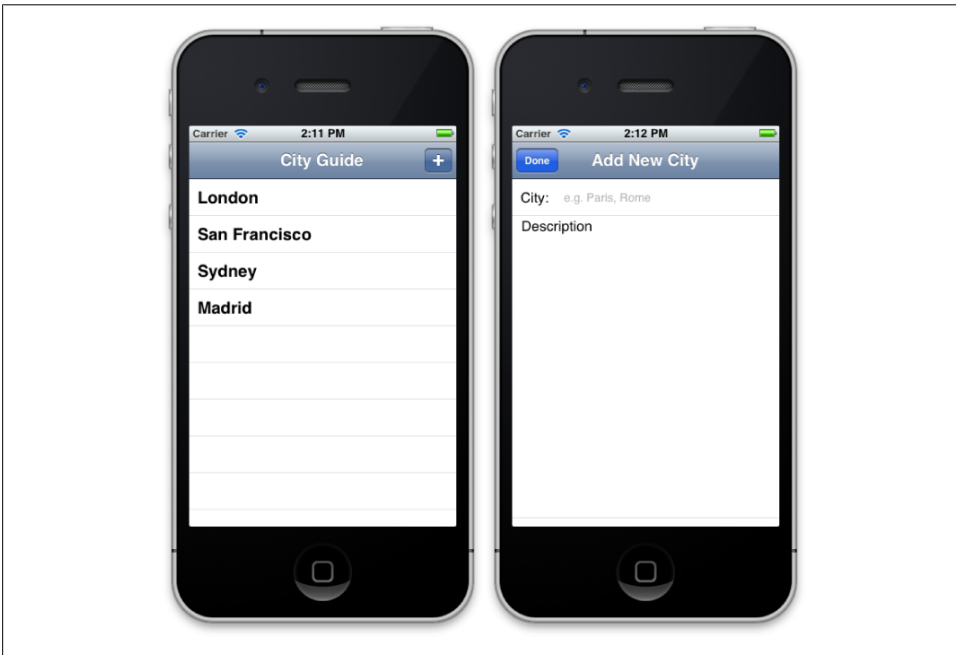 Carrier 2:11 PM
City Guide +
London
San Francisco
Sydney
Madrid
Carrier 2:12 PM
Done Add New City
City: e.g. Paris, Rome
Description